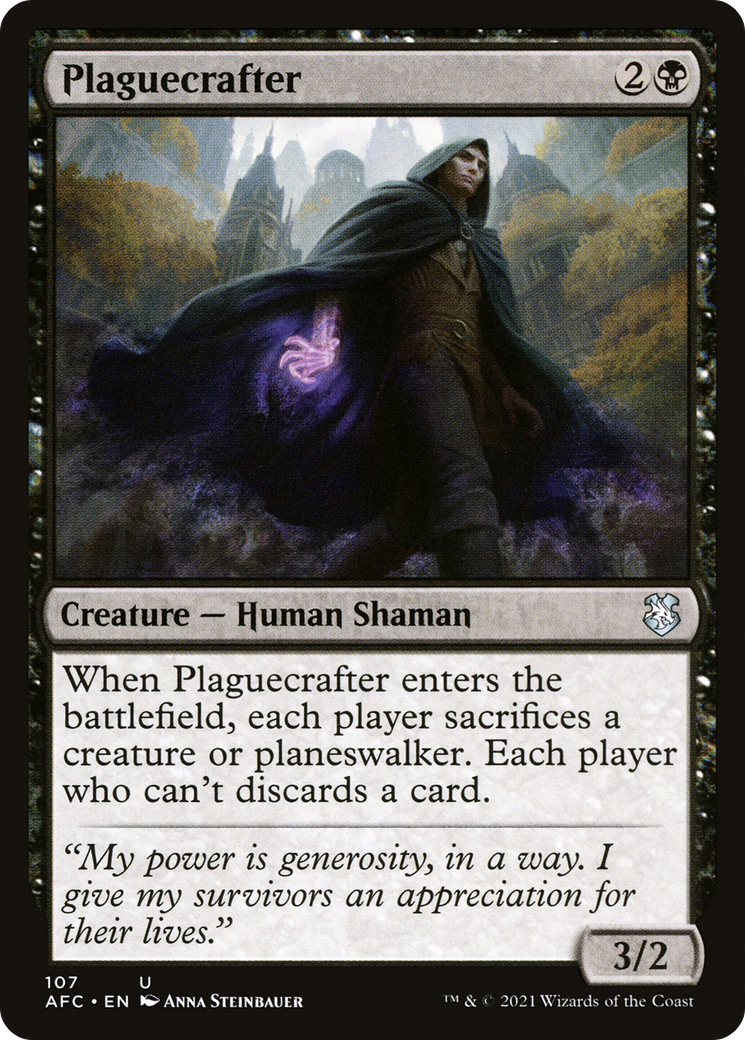 Plaguecrafter 2
Creature — Human Shaman
When Plaguecrafter enters the
battlefield, each player sacrifices a
creature or planeswalker. Each player
who can’t discards a card.
“My power is generosity, in a way. I
give my survivors an appreciation for
their lives.”
3/2
107 U
AFC • EN Anna Steinbauer ™ & © 2021 Wizards of the Coast